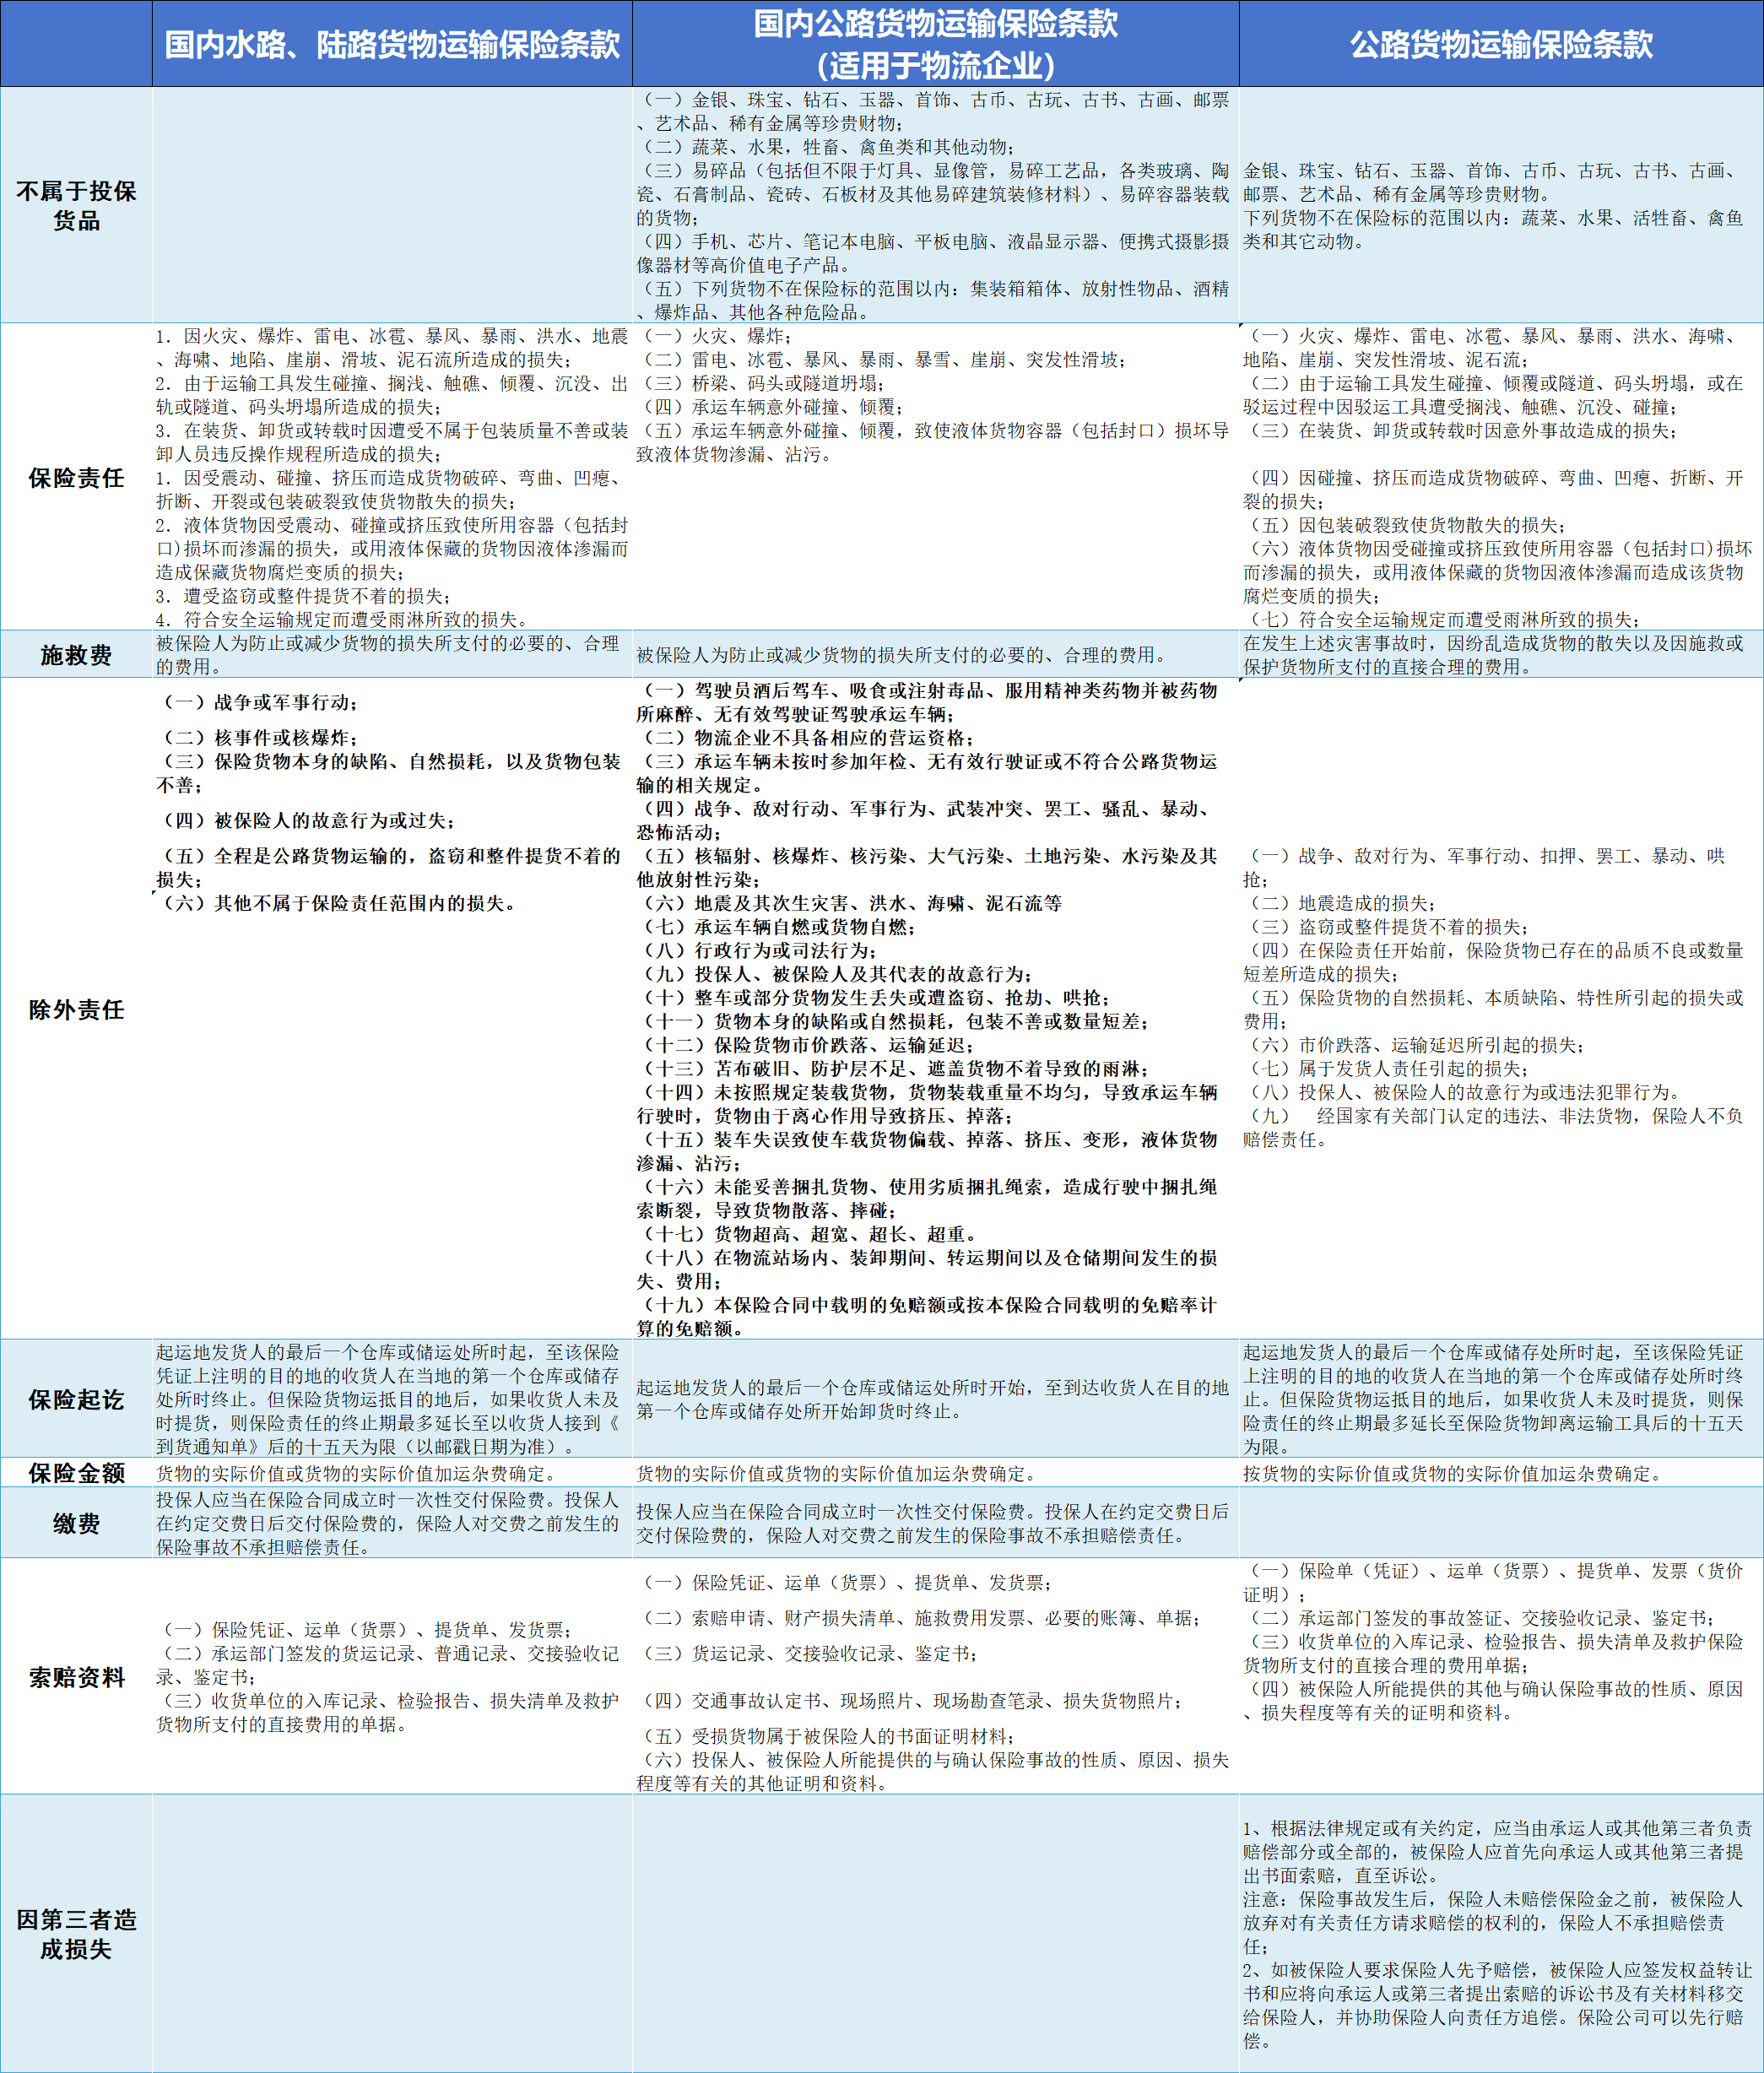 国内水路、陆路货物运输保险条款
国内公路货物运输保险条款
（适用于物流企业）
公路货物运输保险条款
不属于投保
货品
（一）金银、珠宝、钻石、玉器、首饰、古币、古玩、古书、古画、邮票
、艺术品、稀有金属等珍贵财物；
（二）蔬菜、水果，牲畜、禽鱼类和其他动物；
（三）易碎品（包括但不限于灯具、显像管，易碎工艺品，各类玻璃、陶
瓷、石膏制品、瓷砖、石板材及其他易碎建筑装修材料）、易碎容器装载
的货物；
（四）手机、芯片、笔记本电脑、平板电脑、液晶显示器、便携式摄影摄
像器材等高价值电子产品。
（五）下列货物不在保险标的范围以内：集装箱箱体、放射性物品、酒精
、爆炸品、其他各种危险品。
金银、珠宝、钻石、玉器、首饰、古币、古玩、古书、古画、
邮票、艺术品、稀有金属等珍贵财物。
下列货物不在保险标的范围以内：蔬菜、水果、活牲畜、禽鱼
类和其它动物。
保险责任
1．因火灾、爆炸、雷电、冰雹、暴风、暴雨、洪水、地震
、海啸、地陷、崖崩、滑坡、泥石流所造成的损失；
2．由于运输工具发生碰撞、搁浅、触礁、倾覆、沉没、出
轨或隧道、码头坍塌所造成的损失；
3．在装货、卸货或转载时因遭受不属于包装质量不善或装
卸人员违反操作规程所造成的损失；
1．因受震动、碰撞、挤压而造成货物破碎、弯曲、凹瘪、
折断、开裂或包装破裂致使货物散失的损失；
2．液体货物因受震动、碰撞或挤压致使所用容器（包括封
口)损坏而渗漏的损失，或用液体保藏的货物因液体渗漏而
造成保藏货物腐烂变质的损失；
3．遭受盗窃或整件提货不着的损失；
4．符合安全运输规定而遭受雨淋所致的损失。
（一）火灾、爆炸；
（二）雷电、冰雹、暴风、暴雨、暴雪、崖崩、突发性滑坡；
（三）桥梁、码头或隧道坍塌；
（四）承运车辆意外碰撞、倾覆；
（五）承运车辆意外碰撞、倾覆，致使液体货物容器（包括封口）损坏导
致液体货物渗漏、沾污。
（一）火灾、爆炸、雷电、冰雹、暴风、暴雨、洪水、海啸、
地陷、崖崩、突发性滑坡、泥石流；
（二）由于运输工具发生碰撞、倾覆或隧道、码头坍塌，或在
驳运过程中因驳运工具遭受搁浅、触礁、沉没、碰撞；
（三）在装货、卸货或转载时因意外事故造成的损失；
（四）因碰撞、挤压而造成货物破碎、弯曲、凹瘪、折断、开
裂的损失；
（五）因包装破裂致使货物散失的损失；
（六）液体货物因受碰撞或挤压致使所用容器（包括封口)损坏
而渗漏的损失，或用液体保藏的货物因液体渗漏而造成该货物
腐烂变质的损失；
（七）符合安全运输规定而遭受雨淋所致的损失；
施救费
被保险人为防止或减少货物的损失所支付的必要的、合理
的费用。
被保险人为防止或减少货物的损失所支付的必要的、合理的费用。
在发生上述灾害事故时，因纷乱造成货物的散失以及因施救或
保护货物所支付的直接合理的费用。
除外责任
（一）战争或军事行动；
（二）核事件或核爆炸；
（三）保险货物本身的缺陷、自然损耗，以及货物包装
不善；
（四）被保险人的故意行为或过失；
（五）全程是公路货物运输的，盗窃和整件提货不着的
损失；
（六）其他不属于保险责任范围内的损失。
（一）驾驶员酒后驾车、吸食或注射毒品、服用精神类药物并被药物
所麻醉、无有效驾驶证驾驶承运车辆；
（二）物流企业不具备相应的营运资格；
（三）承运车辆未按时参加年检、无有效行驶证或不符合公路货物运
输的相关规定。
（四）战争、敌对行动、军事行为、武装冲突、罢工、骚乱、暴动、
恐怖活动；
（五）核辐射、核爆炸、核污染、大气污染、土地污染、水污染及其
他放射性污染；
（六）地震及其次生灾害、洪水、海啸、泥石流等
（七）承运车辆自燃或货物自燃；
（八）行政行为或司法行为；
（九）投保人、被保险人及其代表的故意行为；
（十）整车或部分货物发生丢失或遭盗窃、抢劫、哄抢；
（十一）货物本身的缺陷或自然损耗，包装不善或数量短差；
（十二）保险货物市价跌落、运输延迟；
（十三）苫布破旧、防护层不足、遮盖货物不着导致的雨淋；
（十四）未按照规定装载货物，货物装载重量不均匀，导致承运车辆
行驶时，货物由于离心作用导致挤压、掉落；
（十五）装车失误致使车载货物偏载、掉落、挤压、变形，液体货物
渗漏、沾污；
（十六）未能妥善捆扎货物、使用劣质捆扎绳索，造成行驶中捆扎绳
索断裂，导致货物散落、摔碰；
（十七）货物超高、超宽、超长、超重。
（十八）在物流站场内、装卸期间、转运期间以及仓储期间发生的损
失、费用；
（十九）本保险合同中载明的免赔额或按本保险合同载明的免赔率计
算的免赔额。
（一）战争、敌对行为、军事行动、扣押、罢工、暴动、哄
抢；
（二）地震造成的损失；
（三）盗窃或整件提货不着的损失；
（四）在保险责任开始前，保险货物已存在的品质不良或数量
短差所造成的损失；
（五）保险货物的自然损耗、本质缺陷、特性所引起的损失或
费用；
（六）市价跌落、运输延迟所引起的损失；
（七）属于发货人责任引起的损失；
（八）投保人、被保险人的故意行为或违法犯罪行为。
（九）　经国家有关部门认定的违法、非法货物，保险人不负
赔偿责任。
保险起讫
起运地发货人的最后一个仓库或储运处所时起，至该保险
凭证上注明的目的地的收货人在当地的第一个仓库或储存
处所时终止。但保险货物运抵目的地后，如果收货人未及
时提货，则保险责任的终止期最多延长至以收货人接到《
到货通知单》后的十五天为限（以邮戳日期为准）。
起运地发货人的最后一个仓库或储运处所时开始，至到达收货人在目的地
第一个仓库或储存处所开始卸货时终止。
起运地发货人的最后一个仓库或储存处所时起，至该保险凭证
上注明的目的地的收货人在当地的第一个仓库或储存处所时终
止。但保险货物运抵目的地后，如果收货人未及时提货，则保
险责任的终止期最多延长至保险货物卸离运输工具后的十五天
为限。
保险金额
货物的实际价值或货物的实际价值加运杂费确定。
货物的实际价值或货物的实际价值加运杂费确定。
按货物的实际价值或货物的实际价值加运杂费确定。
缴费
投保人应当在保险合同成立时一次性交付保险费。投保人
在约定交费日后交付保险费的，保险人对交费之前发生的
保险事故不承担赔偿责任。
投保人应当在保险合同成立时一次性交付保险费。投保人在约定交费日后
交付保险费的，保险人对交费之前发生的保险事故不承担赔偿责任。
索赔资料
（一）保险凭证、运单（货票）、提货单、发货票；
（二）承运部门签发的货运记录、普通记录、交接验收记
录、鉴定书；
（三）收货单位的入库记录、检验报告、损失清单及救护
货物所支付的直接费用的单据。
（一）保险凭证、运单（货票）、提货单、发货票；
（二）索赔申请、财产损失清单、施救费用发票、必要的账簿、单据；
（三）货运记录、交接验收记录、鉴定书；
（四）交通事故认定书、现场照片、现场勘查笔录、损失货物照片；
（五）受损货物属于被保险人的书面证明材料；
（六）投保人、被保险人所能提供的与确认保险事故的性质、原因、损失
程度等有关的其他证明和资料。
（一）保险单（凭证）、运单（货票）、提货单、发票（货价
证明）；
（二）承运部门签发的事故签证、交接验收记录、鉴定书；
（三）收货单位的入库记录、检验报告、损失清单及救护保险
货物所支付的直接合理的费用单据；
（四）被保险人所能提供的其他与确认保险事故的性质、原因
、损失程度等有关的证明和资料。
因第三者造
成损失
1、根据法律规定或有关约定，应当由承运人或其他第三者负责
赔偿部分或全部的，被保险人应首先向承运人或其他第三者提
出书面索赔，直至诉讼。
注意：保险事故发生后，保险人未赔偿保险金之前，被保险人
放弃对有关责任方请求赔偿的权利的，保险人不承担赔偿责
任；
2、如被保险人要求保险人先予赔偿，被保险人应签发权益转让
书和应将向承运人或第三者提出索赔的诉讼书及有关材料移交
给保险人，并协助保险人向责任方追偿。保险公司可以先行赔
偿。